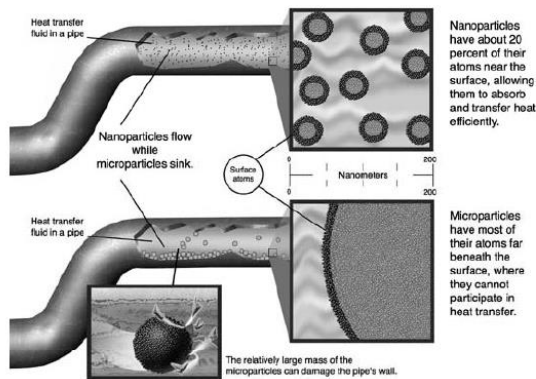 Heat transfer
fluid in a pipe
Nanoparticles
have about 20
percent of their
atoms near the
surface, allowing
them to absorb
and transfer heat
efficiently.
Nanoparticles flow
while
microparticles sink.
Surface
atoms
0
200
Nanometers
0
200
Heat transfer
fluid in a pipe
Microparticles
have most of
their atoms far
beneath the
surface, where
they cannot
participate in
heat transfer.
The relatively large mass of the
microparticles can damage the pipe's wall.